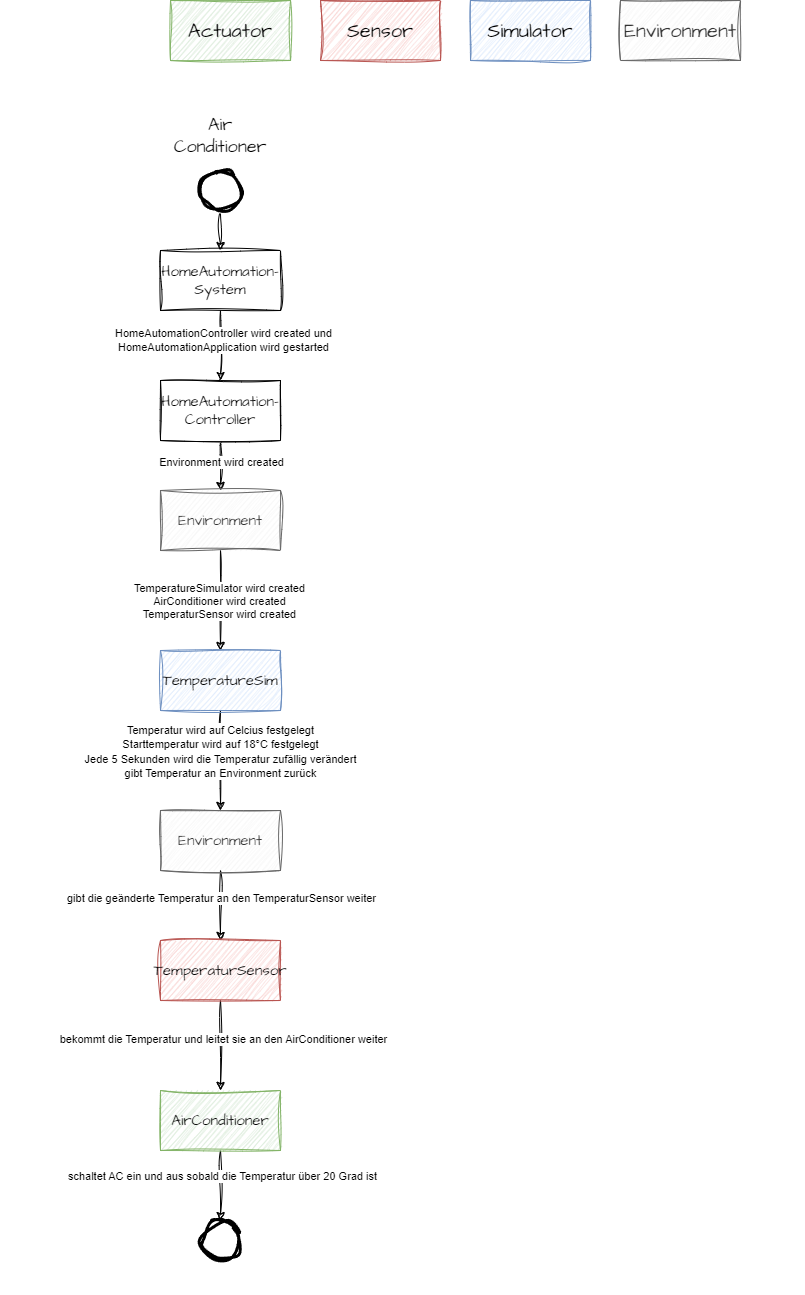 Actuator
Sensor
Simulator
Environment
Air
Conditioner
HomeAutomation-
System
HomeAutomationController wird created und
HomeAutomationApplication wird gestarted
HomeAutomation-
Controller
Environment wird created
Environment
TemperatureSimulator wird created
AirConditioner wird created
TemperaturSensor wird created
TemperatureSim
Temperatur wird auf Celcius festgelegt
Starttemperatur wird auf 18°C festgelegt
Jede 5 Sekunden wird die Temperatur zufällig verändert
gibt Temperatur an Environment zurück
Environment
gibt die geänderte Temperatur an den TemperaturSensor weiter
TemperaturSensor
bekommt die Temperatur und leitet sie an den AirConditioner weiter
AirConditioner
schaltet AC ein und aus sobald die Temperatur über 20 Grad ist